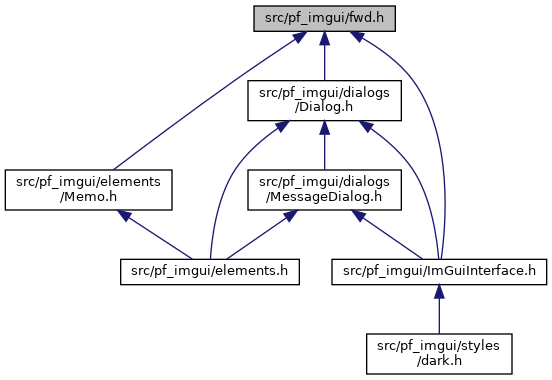 src/pf_imgui/fwd.h
src/pf_imgui/dialogs
/Dialog.h
src/pf_imgui/elements
/Memo.h
src/pf_imgui/dialogs
/MessageDialog.h
src/pf_imgui/elements.h
src/pf_imgui/ImGuiInterface.h
src/pf_imgui/styles
/dark.h